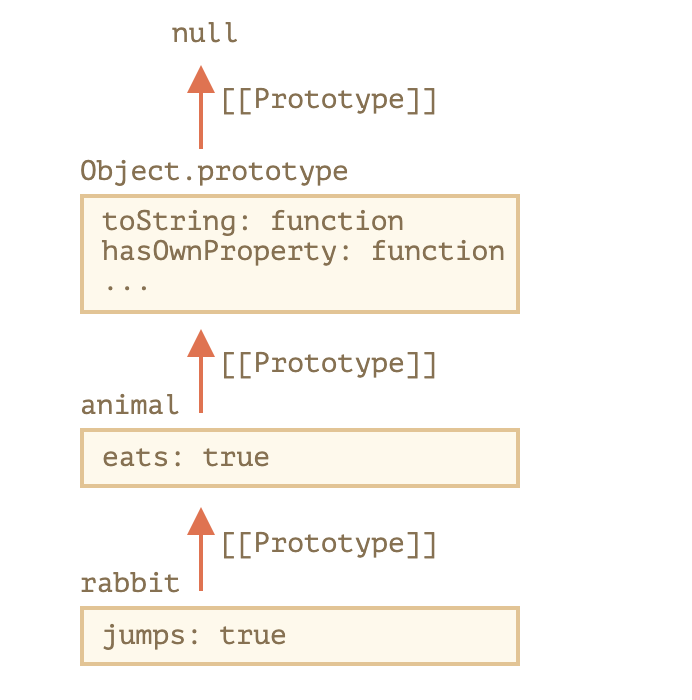 null
[[Prototype]]
Object.prototype
toString: function
hasOwnProperty: function
...
[[Prototype]]
animal
eats: true
[[Prototype]]
rabbit
jumps: true